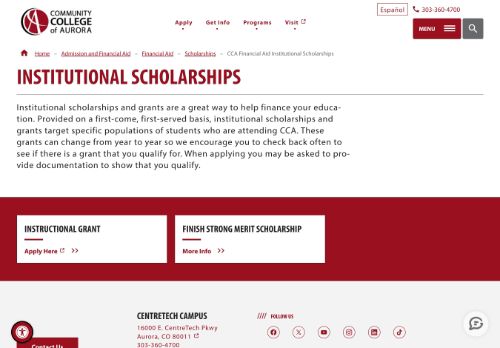 COMMUNITY
COLLEGE
of AURORA
Español
303-360-4700
Apply
Get Info
Programs
Visit
MENU
Home – Admission and Financial Aid – Financial Aid – Scholarships – CCA Financial Aid Institutional Scholarships
INSTITUTIONAL SCHOLARSHIPS
Institutional scholarships and grants are a great way to help finance your educa-
tion. Provided on a first-come, first-served basis, institutional scholarships and
grants target specific populations of students who are attending CCA. These
grants can change from year to year so we encourage you to check back often to
see if there is a grant that you qualify for. When applying you may be asked to pro-
vide documentation to show that you qualify.
INSTRUCTIONAL GRANT
Apply Here >>
FINISH STRONG MERIT SCHOLARSHIP
More Info >>
CENTRETECH CAMPUS
16000 E. CentreTech Pkwy
Aurora, CO 80011
303-360-4700
//// FOLLOW US
Contact Us